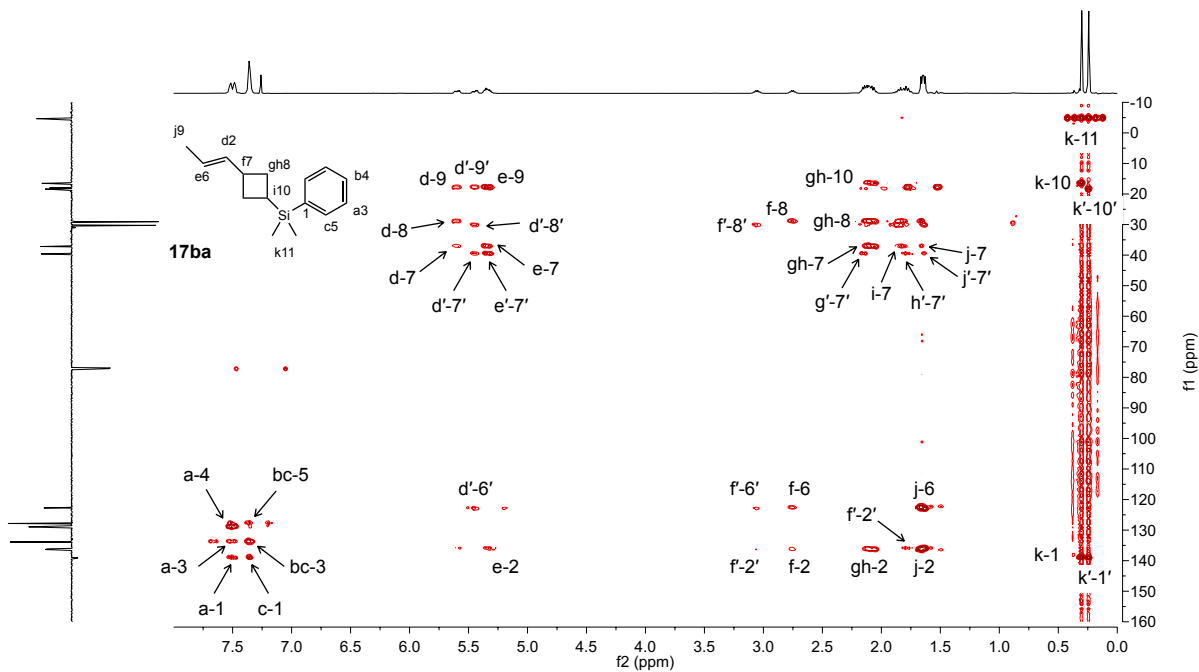 j9
d2
e6
f7
gh8
i10
b4
a3
c5
1
Si
k11
17ba
d-9
d′-9′
e-9
gh-10
k-11
k-10
k′-10′
d-8
d′-8′
f′-8′
f-8
gh-8
d-7
e-7
gh-7
j-7
d′-7′
e′-7′
g′-7′
i-7
h′-7′
j′-7′
a-4
bc-5
d′-6′
f′-6′
f-6
j-6
f′-2′
a-3
bc-3
a-1
c-1
e-2
f′-2′
f-2
gh-2
j-2
k-1
k′-1′
-10
0
10
20
30
40
50
60
70
80
90
100
110
120
130
140
150
160
f1 (ppm)
7.5
7.0
6.5
6.0
5.5
5.0
4.5
4.0
3.5
3.0
2.5
2.0
1.5
1.0
0.5
0.0
f2 (ppm)